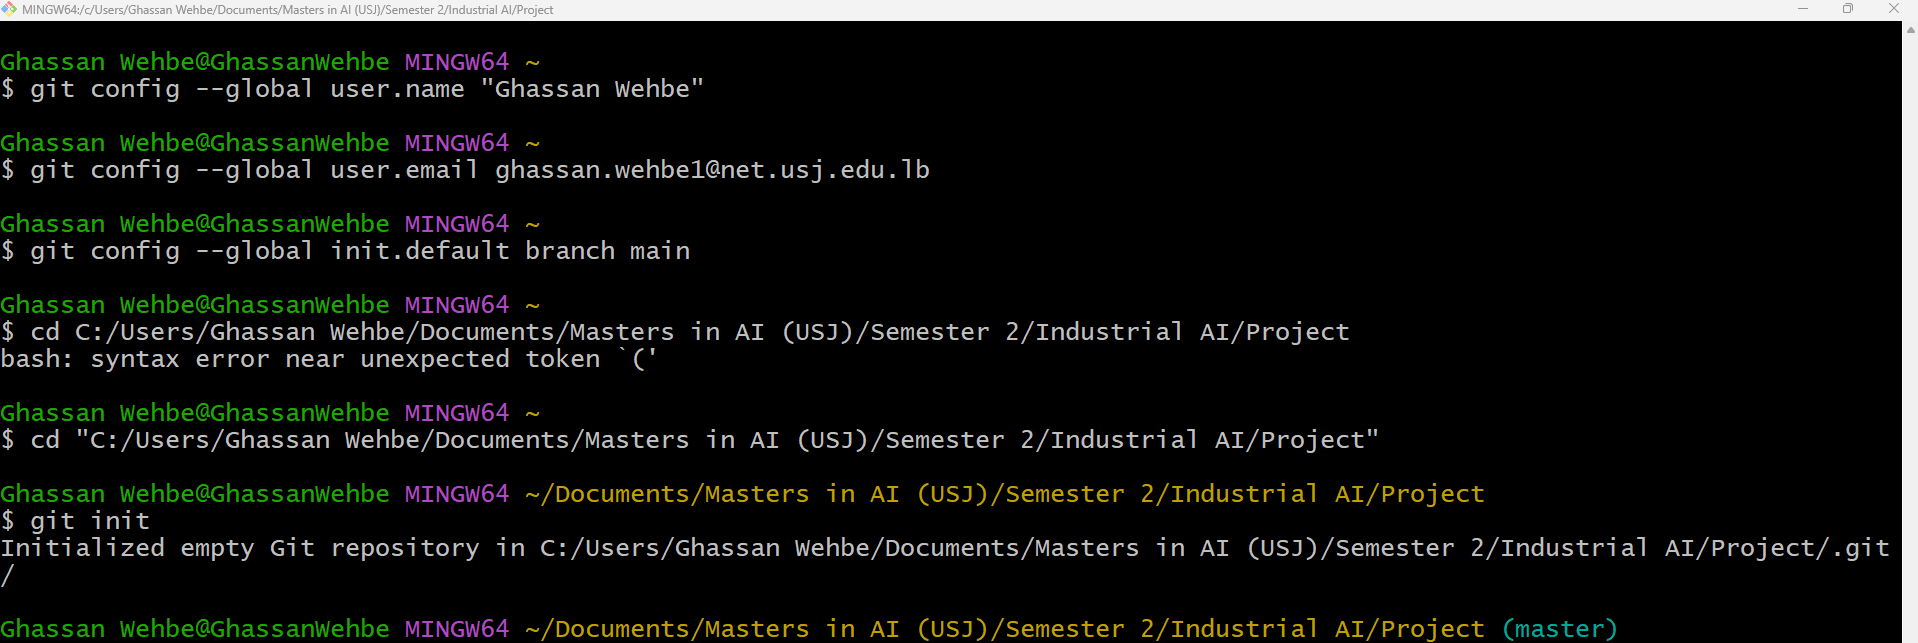 MINGW64:/c/Users/Ghassan Wehbe/Documents/Masters in AI (USJ)/Semester 2/Industrial AI/Project
Ghassan Wehbe@GhassanWehbe MINGW64 ~
$ git config --global user.name "Ghassan Wehbe"
Ghassan Wehbe@GhassanWehbe MINGW64 ~
$ git config --global user.email ghassan.wehbe1@net.usj.edu.lb
Ghassan Wehbe@GhassanWehbe MINGW64 ~
$ git config --global init.default branch main
Ghassan Wehbe@GhassanWehbe MINGW64 ~
$ cd C:/Users/Ghassan Wehbe/Documents/Masters in AI (USJ)/Semester 2/Industrial AI/Project
bash: syntax error near unexpected token `('
Ghassan Wehbe@GhassanWehbe MINGW64 ~
$ cd "C:/Users/Ghassan Wehbe/Documents/Masters in AI (USJ)/Semester 2/Industrial AI/Project"
Ghassan Wehbe@GhassanWehbe MINGW64 ~/Documents/Masters in AI (USJ)/Semester 2/Industrial AI/Project
$ git init
Initialized empty Git repository in C:/Users/Ghassan Wehbe/Documents/Masters in AI (USJ)/Semester 2/Industrial AI/Project/.git
/
Ghassan Wehbe@GhassanWehbe MINGW64 ~/Documents/Masters in AI (USJ)/Semester 2/Industrial AI/Project (master)